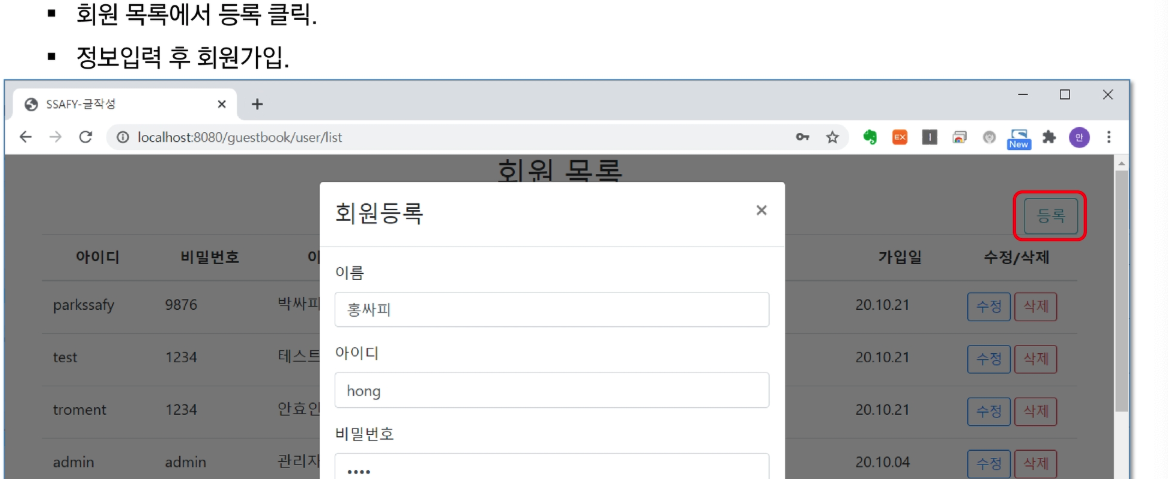 ▪ 회원 목록에서 등록 클릭.
▪ 정보입력 후 회원가입.
SSAFY-글작성
localhost:8080/guestbook/user/list
EX
New
만
회원 목록
회원등록 ×
등록
아이디 비밀번호 이 가입일 수정/삭제
이름
parkssafy 9876 박싸피 20.10.21 수정 삭제
홍싸피
아이디
test 1234 테스트 20.10.21 수정 삭제
hong
troment 1234 안효인 20.10.21 수정 삭제
비밀번호
admin admin 관리자 20.10.04 수정 삭제
••••